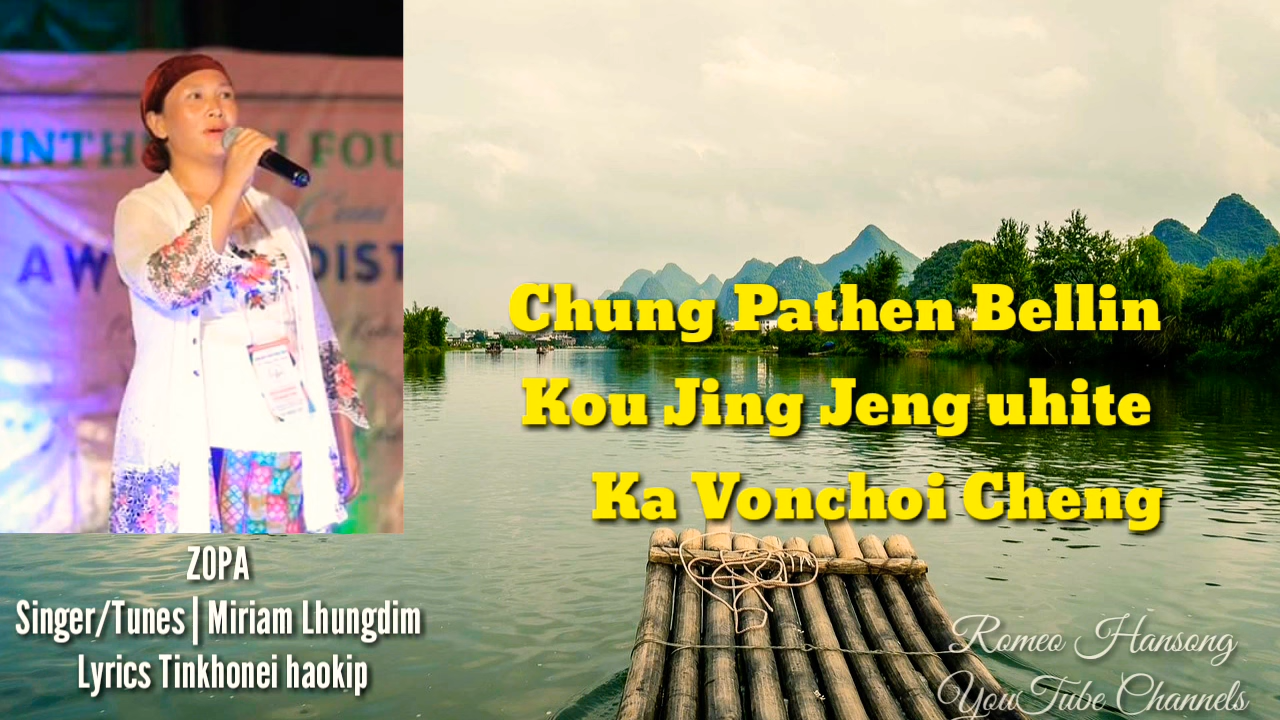 Chung Pathen Bellin
Kou Jing Jeng uhite
Ka Vonchoi Cheng
ZOPA
Singer/Tunes | Miriam Lhungdim
Lyrics Tinkhonei haokip
Romeo Hansong
YouTube Channels